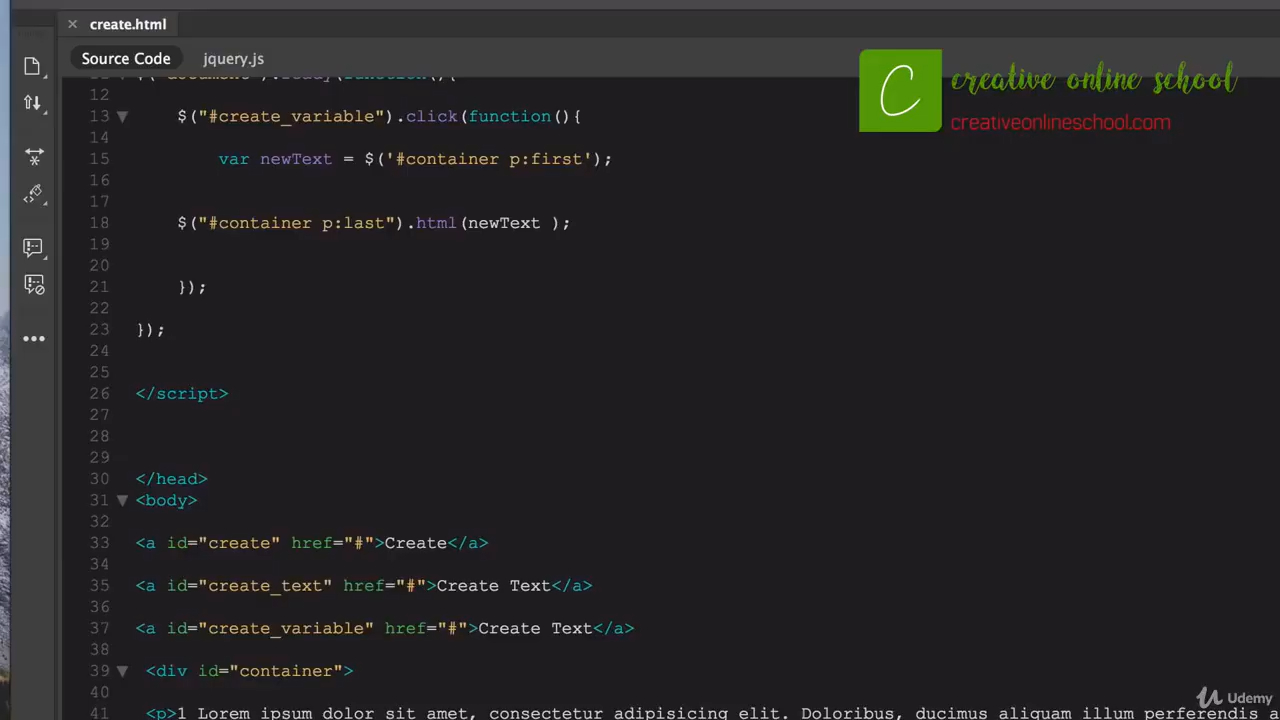 create.html
Source Code
jquery.js
C creative online school
creativeonlineschool.com
12
13 $("#create_variable").click(function(){
14
15 var newText = $('#container p:first');
16
17
18 $("#container p:last").html(newText );
19
20
21 });
22
23 });
24
25
26 </script>
27
28
29
30 </head>
31 <body>
32
33 <a id="create" href="#">Create</a>
34
35 <a id="create_text" href="#">Create Text</a>
36
37 <a id="create_variable" href="#">Create Text</a>
38
39 <div id="container">
40
41 <p>1 Lorem ipsum dolor sit amet, consectetur adipisicing elit. Doloribus, ducimus aliquam illum perferendis
Udemy